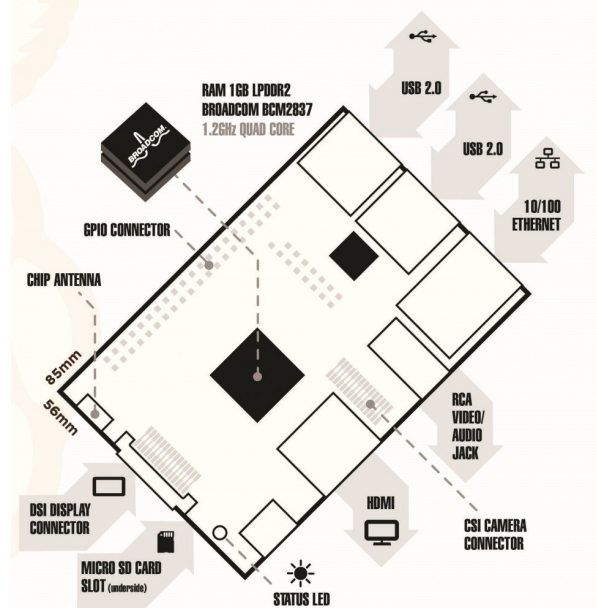 USB 2.0
RAM 1GB LPDDR2
BROADCOM BCM2837
1.2GHz QUAD CORE
BROADCOM.
USB 2.0
10/100
ETHERNET
GPIO CONNECTOR
CHIP ANTENNA
85mm
56mm
RCA
VIDEO/
AUDIO
JACK
DSI DISPLAY
CONNECTOR
HDMI
CSI CAMERA
CONNECTOR
MICRO SD CARD
SLOT (underside)
STATUS LED